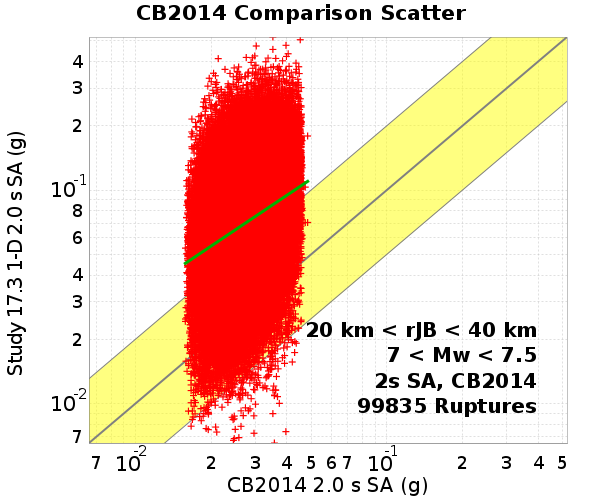 CB2014 Comparison Scatter
Study 17.3 1-D 2.0 s SA (g)
4
3
2
10-1
8
6
4
3
2
10-2
7
20 km < rJB < 40 km
7 < Mw < 7.5
2s SA, CB2014
99835 Ruptures
7 10-2 2 3 4 5 6 7 10-1 2 3 4 5
CB2014 2.0 s SA (g)